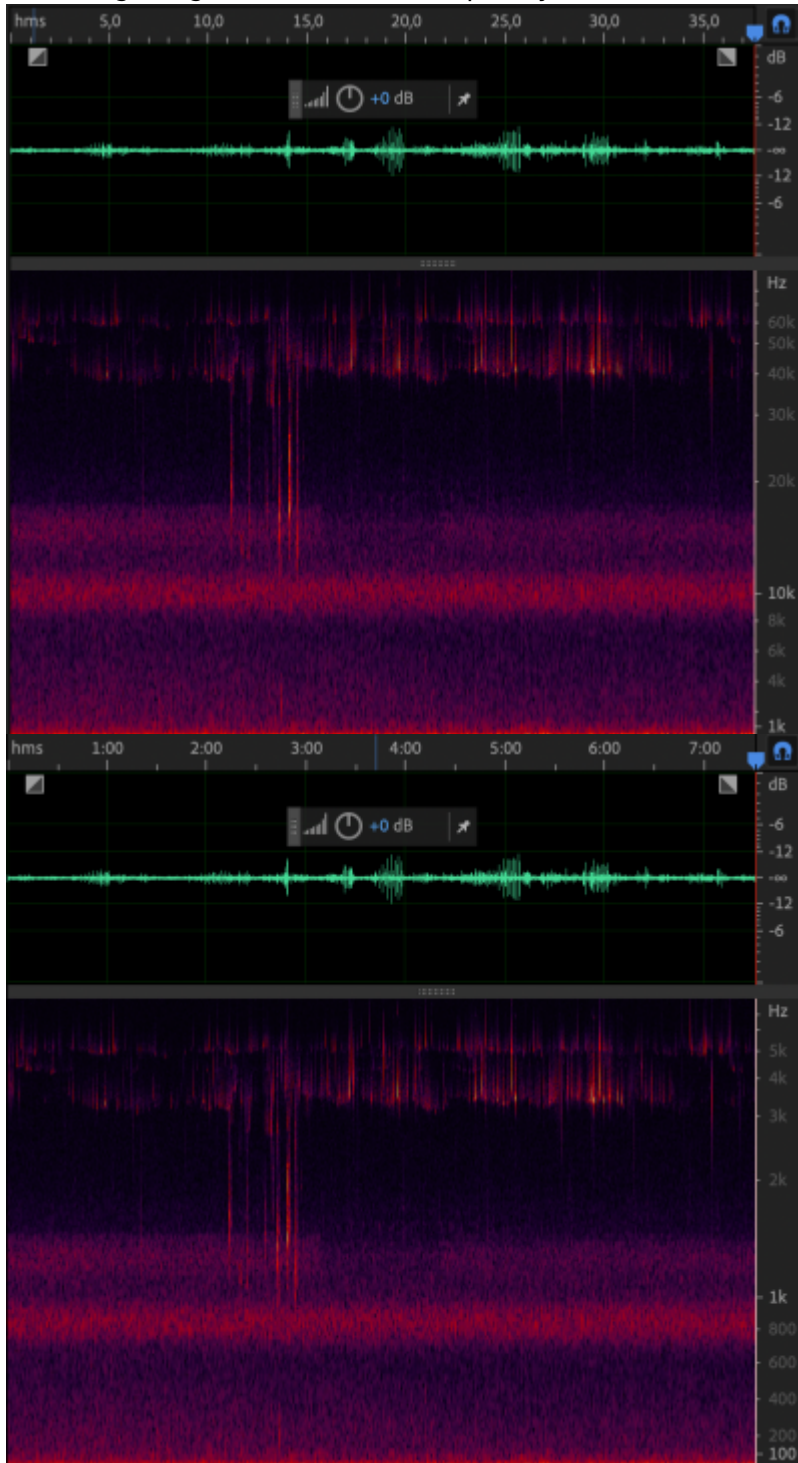 hms 5,0 10,0 15,0 20,0 25,0 30,0 35,0
dB
+0 dB
-6
-12
-∞
-12
-6
Hz
60k
50k
40k
30k
20k
10k
8k
6k
4k
1k
hms 1:00 2:00 3:00 4:00 5:00 6:00 7:00
dB
+0 dB
-6
-12
-∞
-12
-6
Hz
5k
4k
3k
2k
1k
800
600
400
200
100